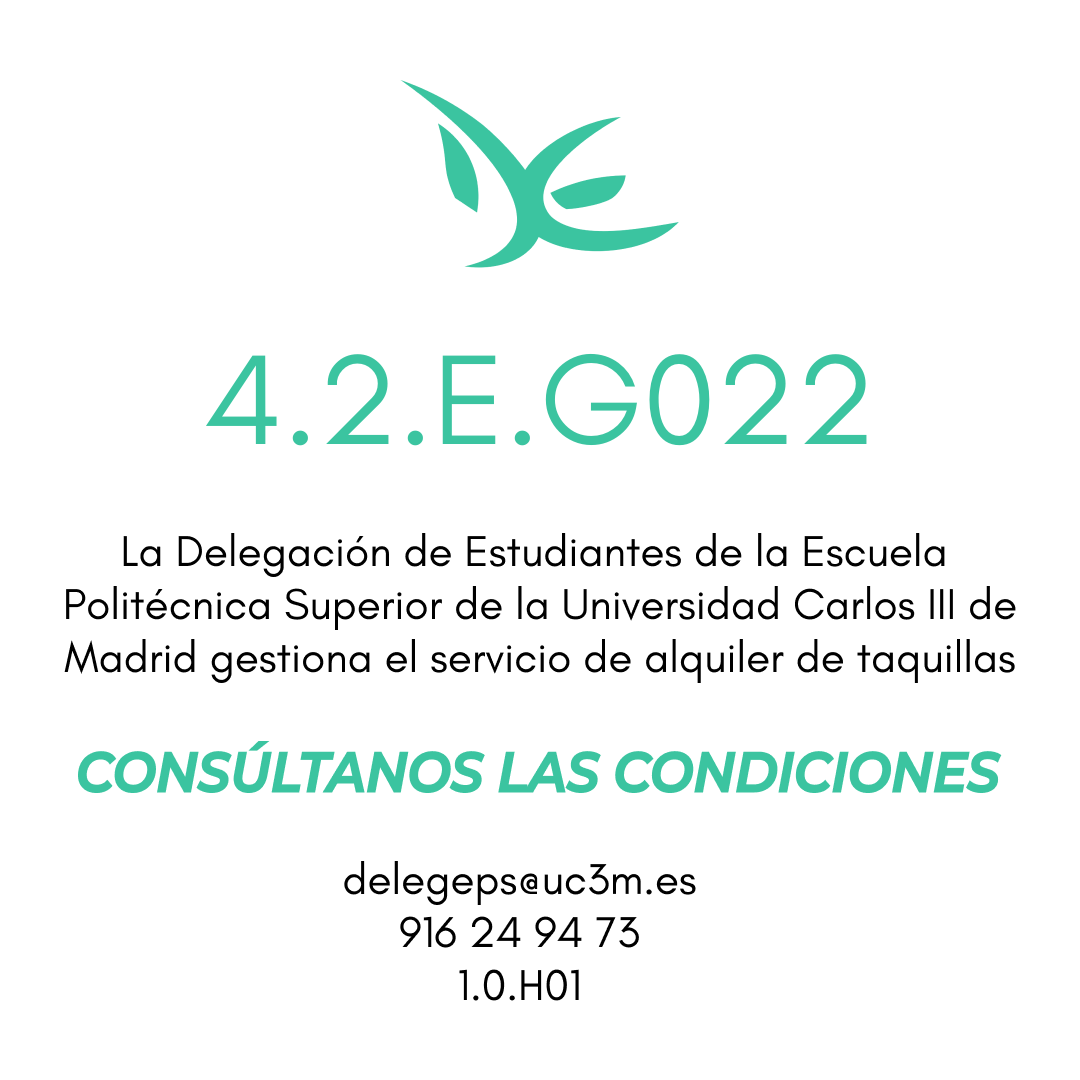 4.2.E.G022
La Delegación de Estudiantes de la Escuela
Politécnica Superior de la Universidad Carlos III de
Madrid gestiona el servicio de alquiler de taquillas
CONSÚLTANOS LAS CONDICIONES
delegeps@uc3m.es
916 24 94 73
1.0.H01